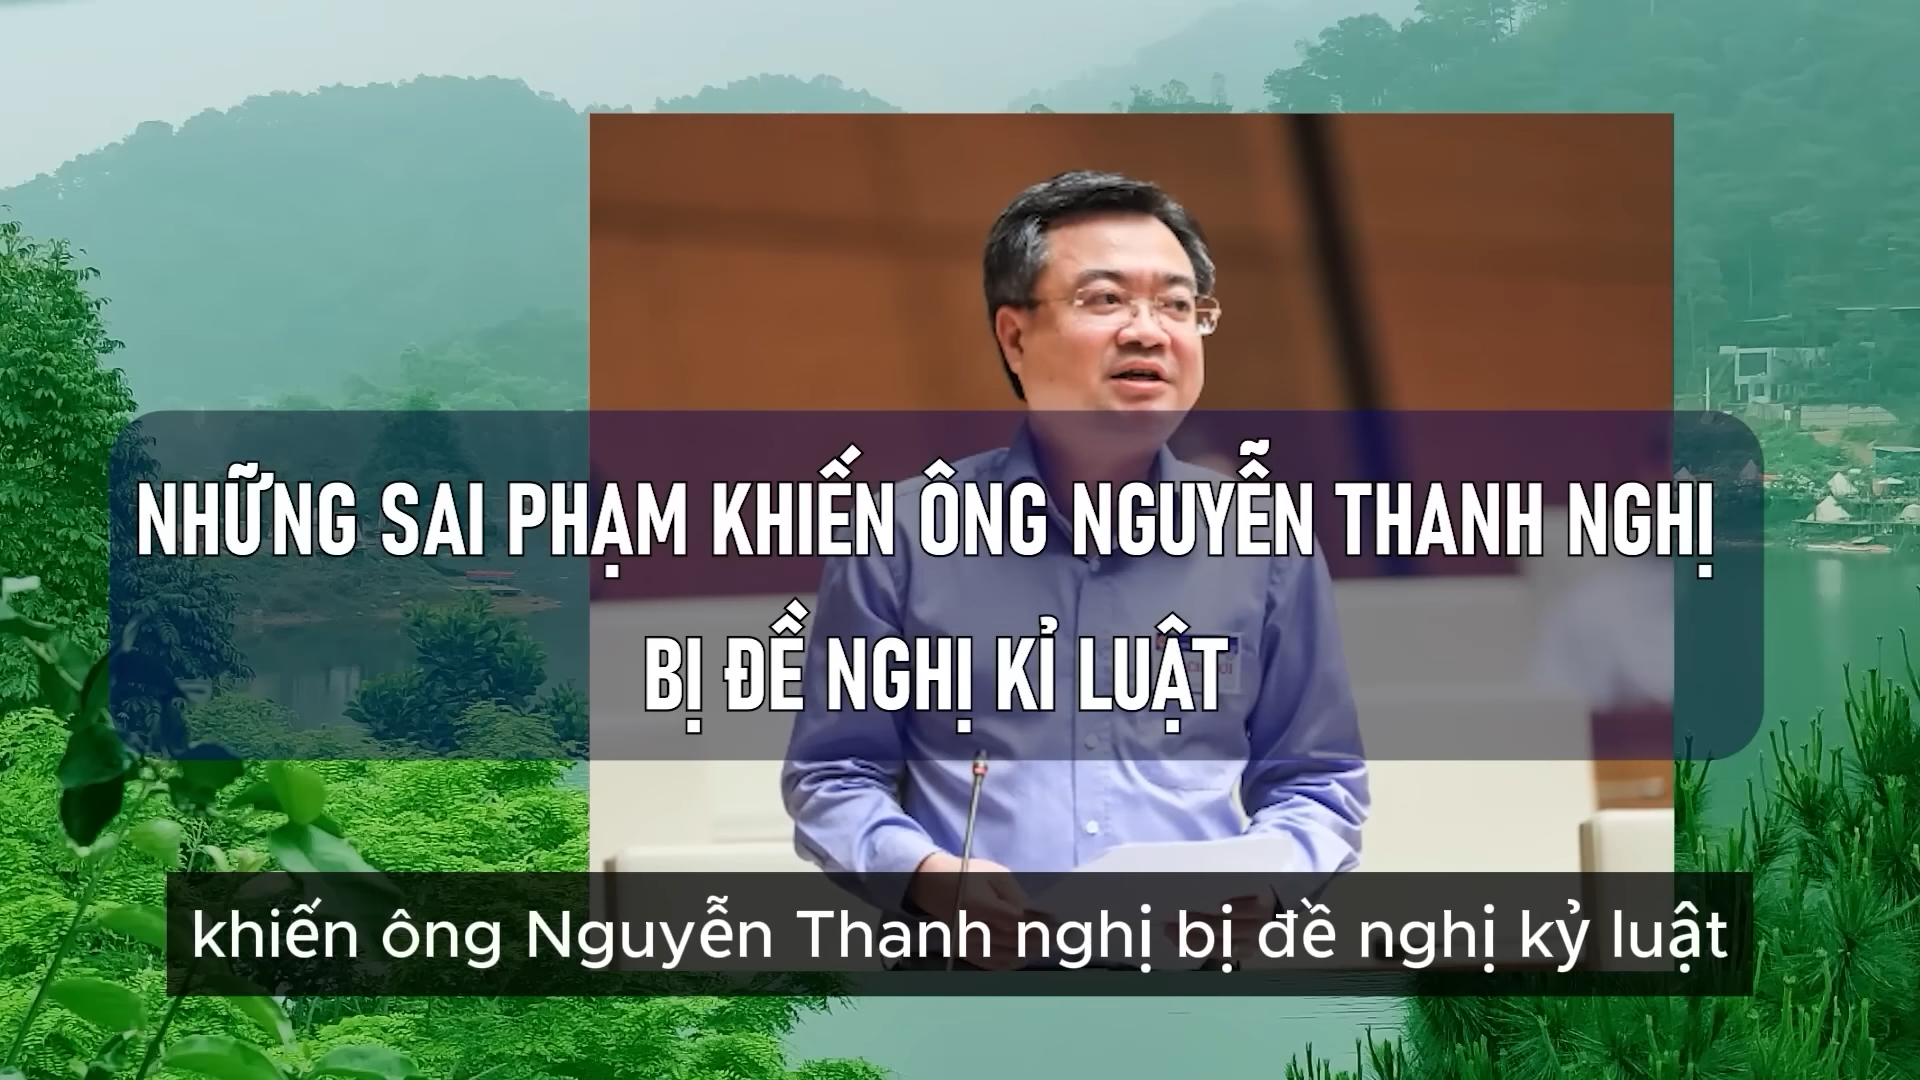 NHỮNG SAI PHẠM KHIẾN ÔNG NGUYỄN THANH NGHỊ
BỊ ĐỀ NGHỊ KỈ LUẬT
khiến ông Nguyễn Thanh nghị bị đề nghị kỷ luật